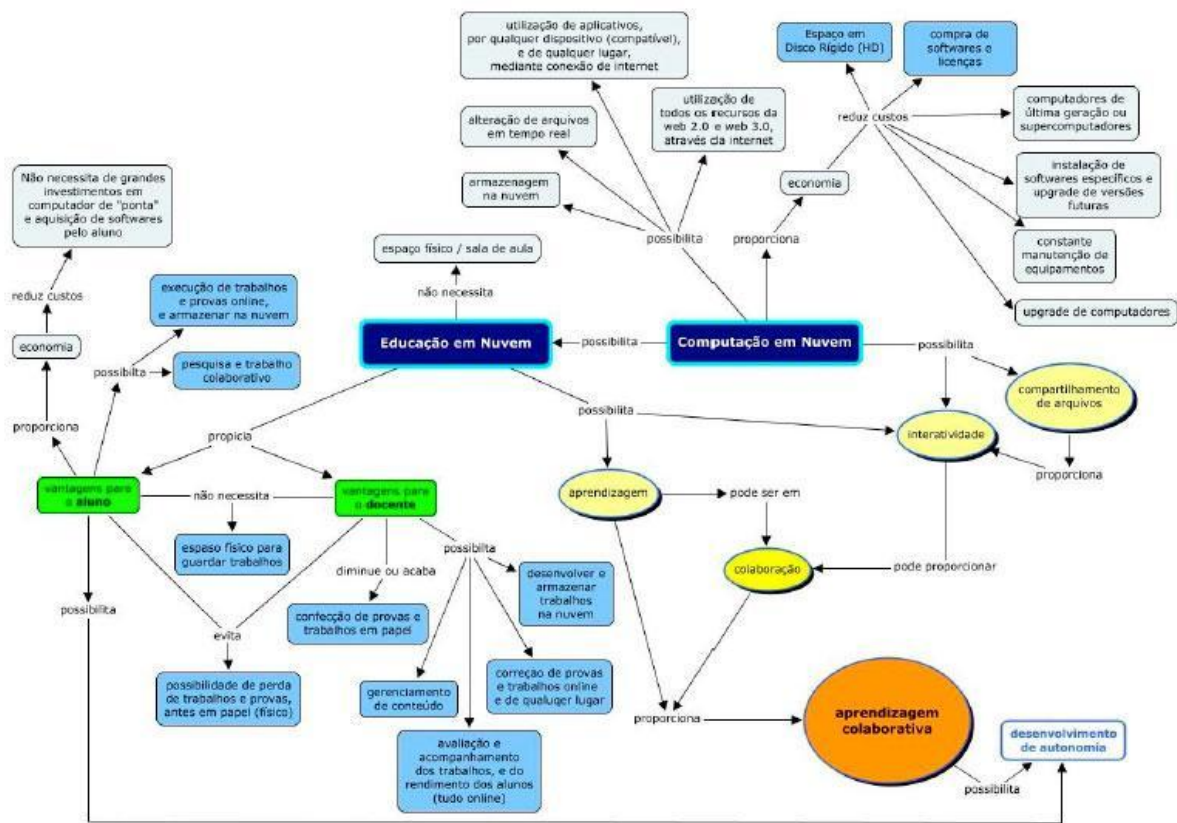 utilização de aplicativos,
por qualquer dispositivo (compatível),
e de qualquer lugar,
mediante conexão de internet
Espaço em
Disco Rígido (HD)
compra de
softwares e
licenças
alteração de arquivos
em tempo real
utilização de
todos os recursos da
web 2.0 e web 3.0,
através da internet
reduz custos
computadores de
última geração ou
supercomputadores
Não necessita de grandes
investimentos em
computador de "ponta"
e aquisição de softwares
pelo aluno
armazenagem
na nuvem
economia
instalação de
softwares específicos e
upgrade de versões
futuras
espaço físico / sala de aula
possibilita
proporciona
constante
manutenção de
equipamentos
reduz custos
execução de trabalhos
e provas online,
e armazenar na nuvem
não necessita
upgrade de computadores
economia
Educação em Nuvem
possibilita
Computação em Nuvem
possibilita
possibilta
pesquisa e trabalho
colaborativo
compartilhamento
de arquivos
proporciona
propicia
possibilita
interatividade
proporciona
vantagens para
o aluno
não necessita
vantagens para
o docente
aprendizagem
pode ser em
espaso físico para
guardar trabalhos
diminue ou acaba
possibilta
desenvolver e
armazenar
trabalhos
na nuvem
colaboração
pode proporcionar
possibilita
confecção de provas e
trabalhos em papel
evita
possibilidade de perda
de trabalhos e provas,
antes em papel (físico)
gerenciamento
de conteúdo
correção de provas
e trabalhos online
e de qualuqer lugar
proporciona
aprendizagem
colaborativa
desenvolvimento
de autonomia
avaliação e
acompanhamento
dos trabalhos, e do
rendimento dos alunos
(tudo online)
possibilita